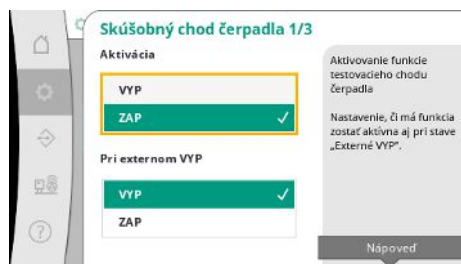 Skúšobný chod čerpadla 1/3
Aktivácia
VYP
ZAP
Pri externom VYP
VYP
ZAP
Aktivovanie funkcie
testovacieho chodu
čerpadla
Nastavenie, či má funkcia
zostať aktívna aj pri stave
„Externé VYP“.
Nápoveď